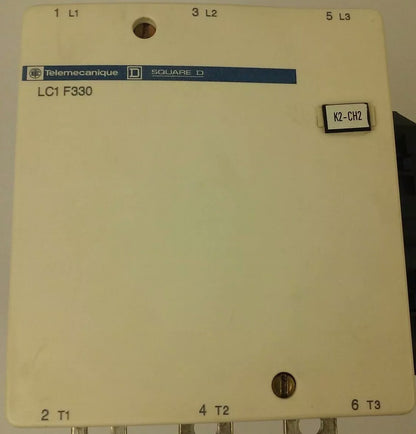 1 L1 3 L2 5 L3
Telemecanique D SQUARE D
LC1 F330
K2-CH2
2 T1 4 T2 6 T3